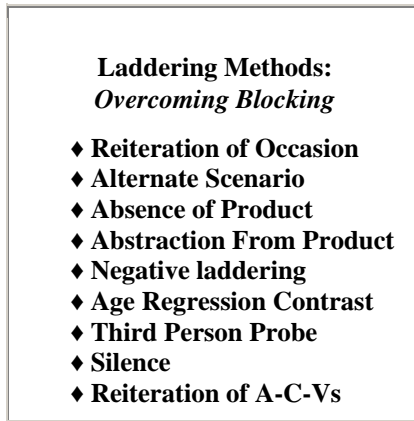 Laddering Methods:
Overcoming Blocking
♦ Reiteration of Occasion
♦ Alternate Scenario
♦ Absence of Product
♦ Abstraction From Product
♦ Negative laddering
♦ Age Regression Contrast
♦ Third Person Probe
♦ Silence
♦ Reiteration of A-C-Vs